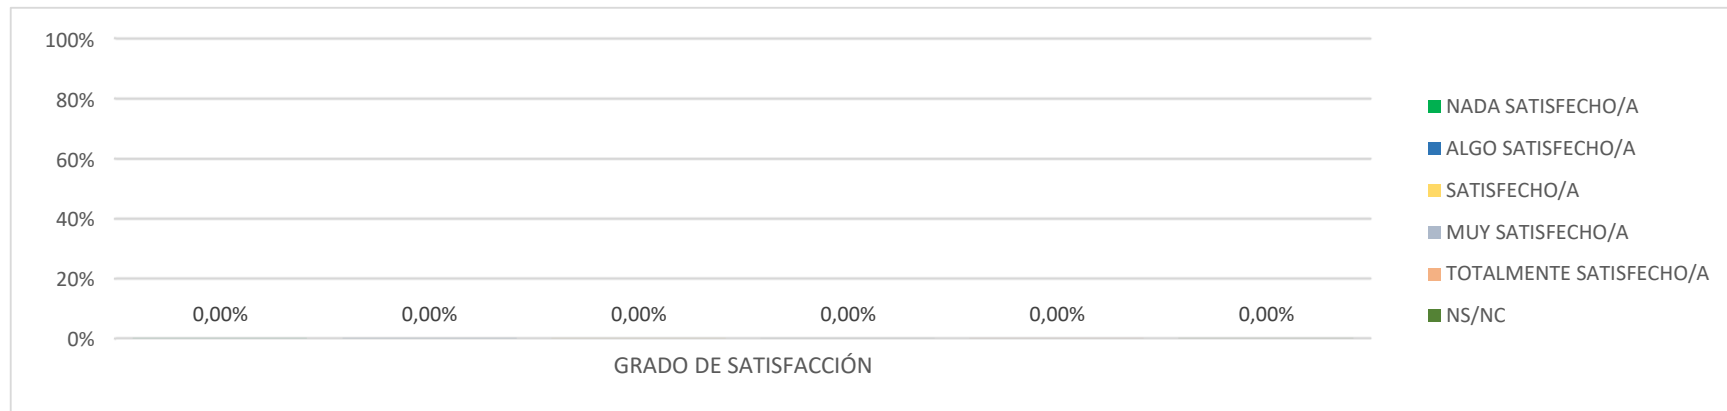 100%
80%
60%
40%
20%
0%
0,00% 0,00% 0,00% 0,00% 0,00% 0,00%
GRADO DE SATISFACCIÓN
NADA SATISFECHO/A
ALGO SATISFECHO/A
SATISFECHO/A
MUY SATISFECHO/A
TOTALMENTE SATISFECHO/A
NS/NC